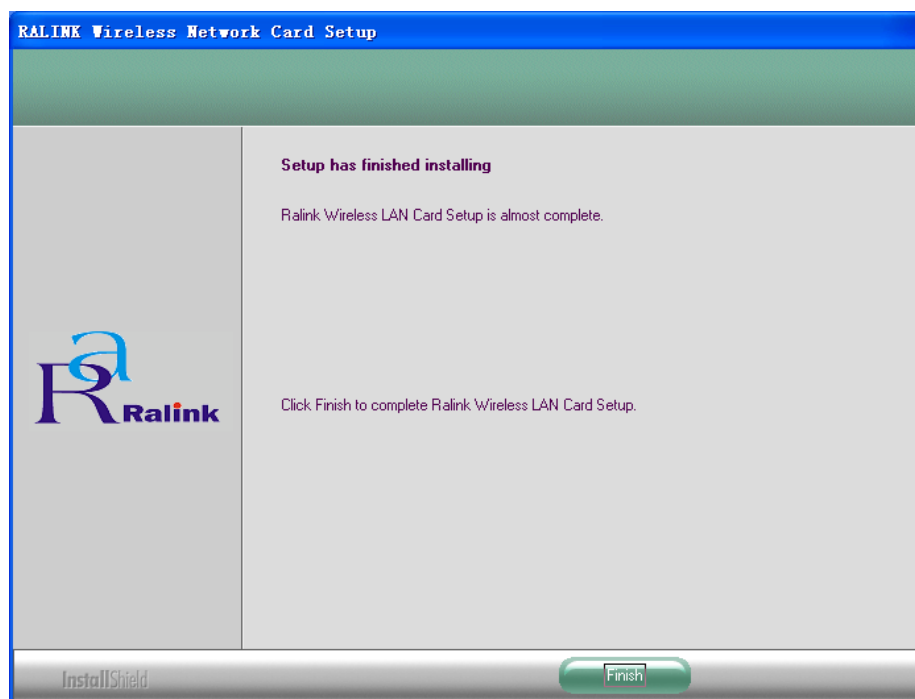 RALINK Wireless Network Card Setup
Setup has finished installing
Ralink Wireless LAN Card Setup is almost complete.
Ra
Ralink
Click Finish to complete Ralink Wireless LAN Card Setup.
InstallShield
Finish